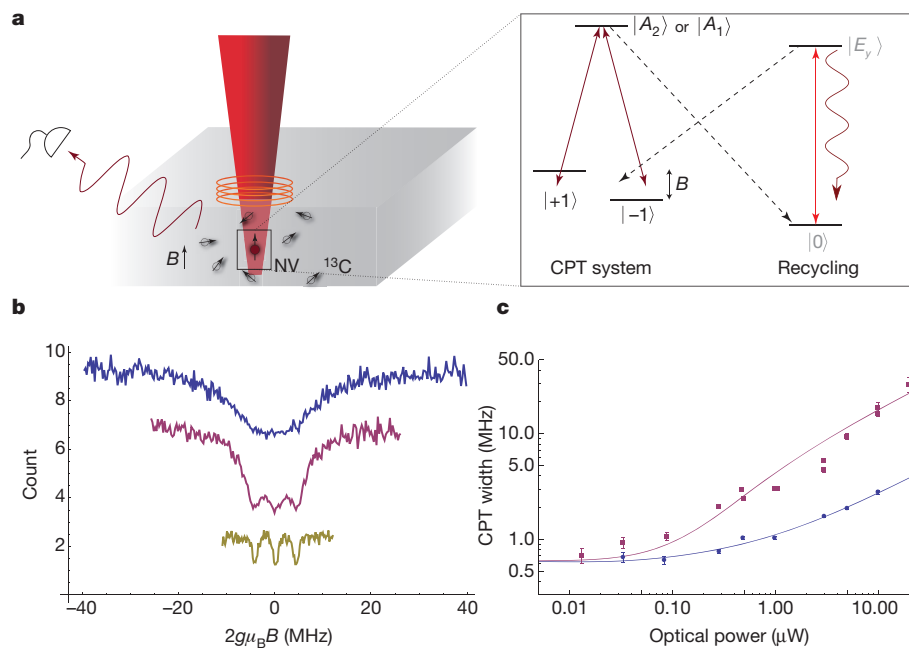 a
|A₂⟩ or |A₁⟩
|E_y⟩
B
|+1⟩
|−1⟩
|0⟩
CPT system
Recycling
B
NV
¹³C
b
Count
10
8
6
4
2
−40
−20
0
20
40
2gμ_BB (MHz)
c
CPT width (MHz)
50.0
10.0
5.0
1.0
0.5
0.01
0.10
1.00
10.00
Optical power (μW)